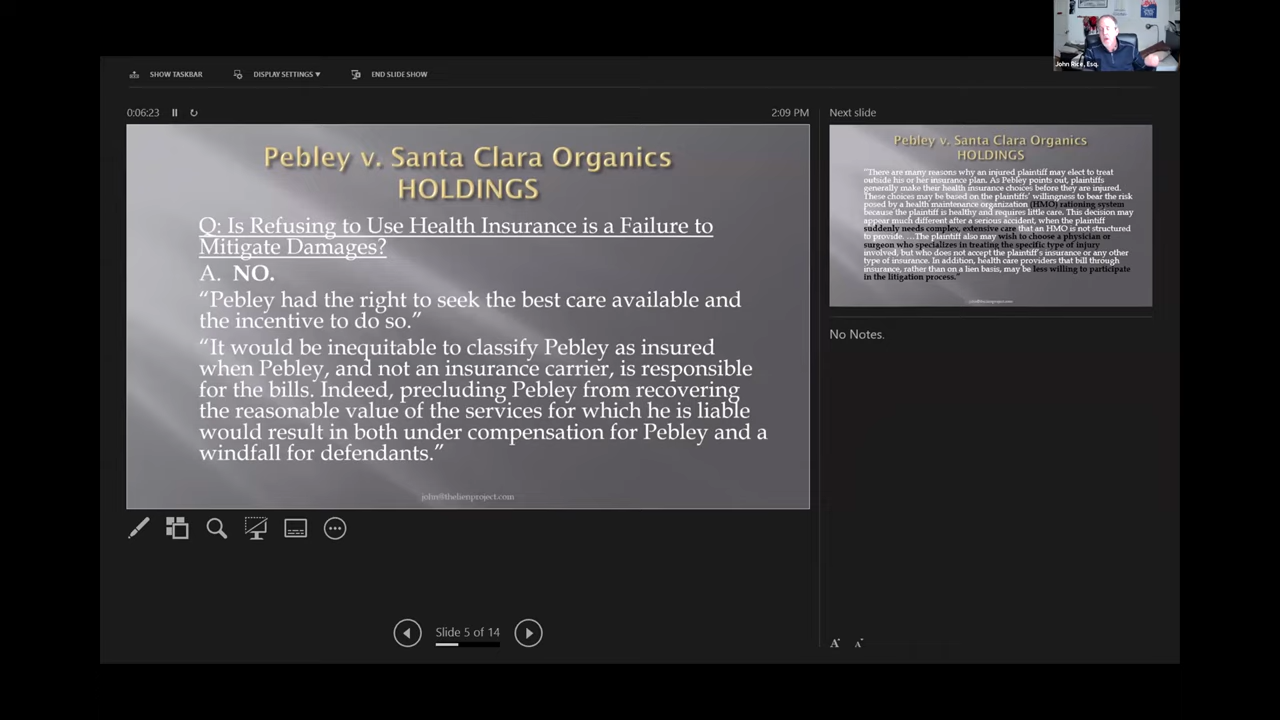 John Rice, Esq.
SHOW TASKBAR
DISPLAY SETTINGS ▾
END SLIDE SHOW
0:06:23
2:09 PM
Pebley v. Santa Clara Organics
HOLDINGS
Q: Is Refusing to Use Health Insurance is a Failure to
Mitigate Damages?
A. NO.
“Pebley had the right to seek the best care available and
the incentive to do so.”
“It would be inequitable to classify Pebley as insured
when Pebley, and not an insurance carrier, is responsible
for the bills. Indeed, precluding Pebley from recovering
the reasonable value of the services for which he is liable
would result in both under compensation for Pebley and a
windfall for defendants.”
john@thelienproject.com
Slide 5 of 14
Next slide
Pebley v. Santa Clara Organics
HOLDINGS
“There are many reasons why an injured plaintiff may elect to treat
outside his or her insurance plan. As Pebley points out, plaintiffs
generally make their health insurance choices before they are injured.
These choices may be based on the plaintiffs’ willingness to bear the risk
posed by a health maintenance organization (HMO) rationing system
because the plaintiff is healthy and requires little care. This decision may
appear much different after a serious accident, when the plaintiff
suddenly needs complex, extensive care that an HMO is not structured
to provide. ... The plaintiff also may wish to choose a physician or
surgeon who specializes in treating the specific type of injury
involved, but who does not accept the plaintiff's insurance or any other
type of insurance. In addition, health care providers that bill through
insurance, rather than on a lien basis, may be less willing to participate
in the litigation process.”
john@thelienproject.com
No Notes.
A A